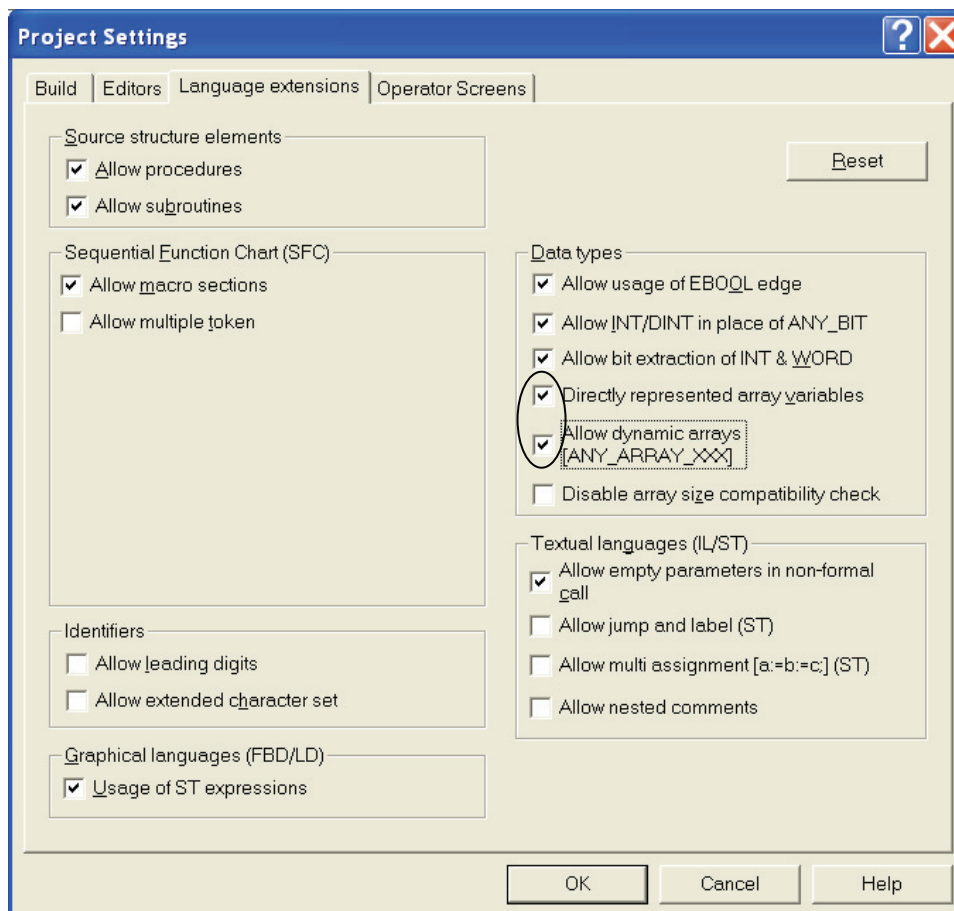 Project Settings
?
Build
Editors
Language extensions
Operator Screens
Source structure elements
Allow procedures
Allow subroutines
Reset
Sequential Function Chart (SFC)
Allow macro sections
Allow multiple token
Data types
Allow usage of EBOOL edge
Allow INT/DINT in place of ANY_BIT
Allow bit extraction of INT & WORD
Directly represented array variables
Allow dynamic arrays
[ANY_ARRAY_XXX]
Disable array size compatibility check
Textual languages (IL/ST)
Allow empty parameters in non-formal
call
Allow jump and label (ST)
Allow multi assignment [a:=b:=c;] (ST)
Allow nested comments
Identifiers
Allow leading digits
Allow extended character set
Graphical languages (FBD/LD)
Usage of ST expressions
OK
Cancel
Help